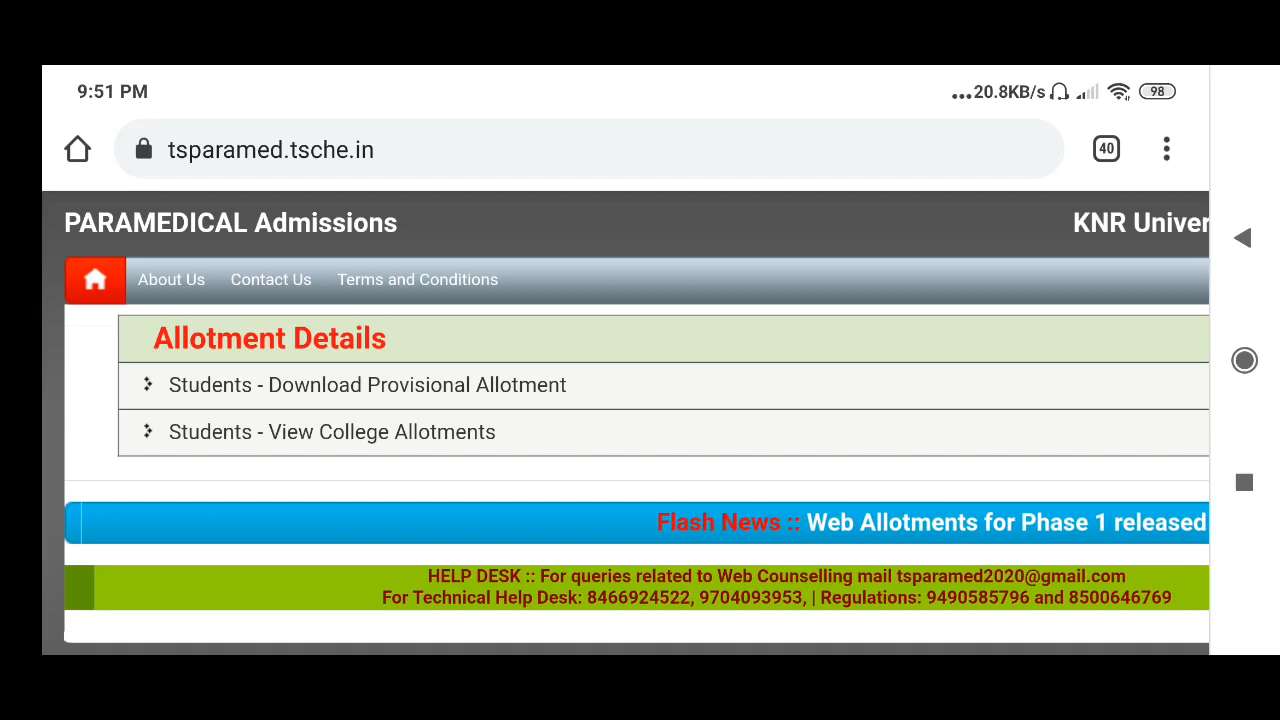 9:51 PM
...20.8KB/s 98
tsparamed.tsche.in
40
PARAMEDICAL Admissions KNR Univer
About Us Contact Us Terms and Conditions
Allotment Details
Students - Download Provisional Allotment
Students - View College Allotments
Flash News :: Web Allotments for Phase 1 released
HELP DESK :: For queries related to Web Counselling mail tsparamed2020@gmail.com
For Technical Help Desk: 8466924522, 9704093953, | Regulations: 9490585796 and 8500646769